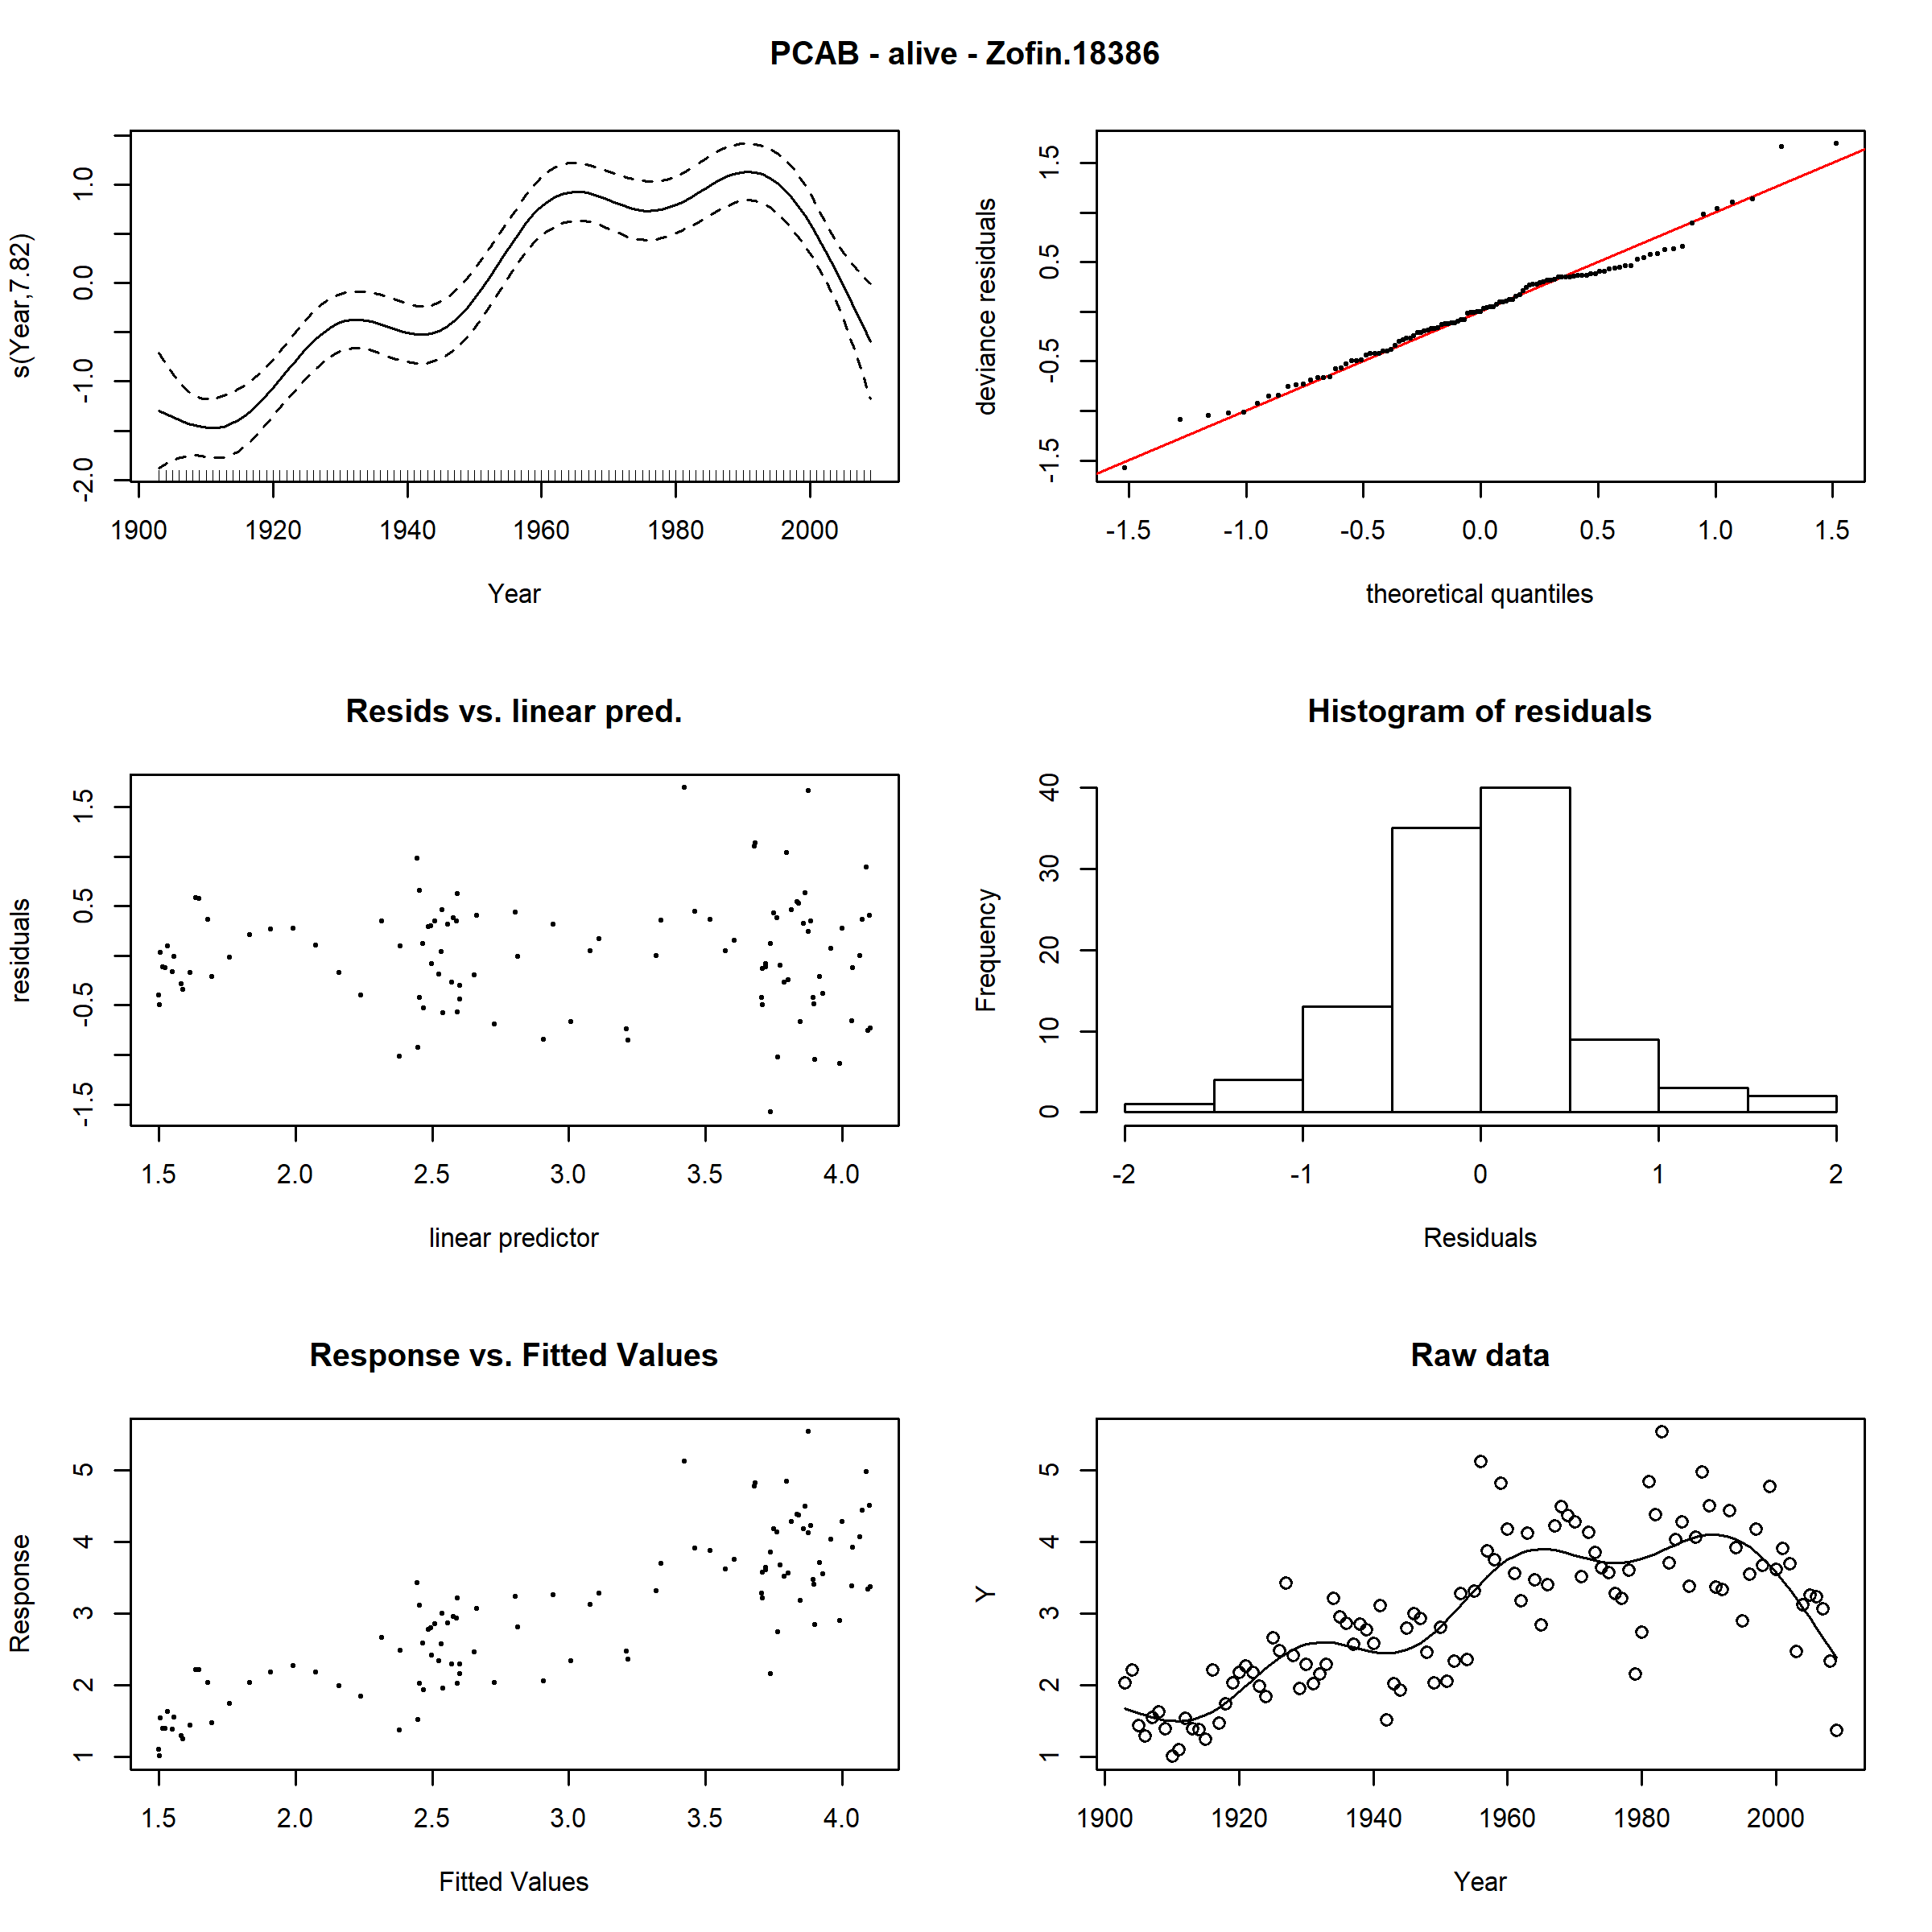 PCAB - alive - Zofin.18386
s(Year,7.82)
-2.0 -1.0 0.0 1.0
1900 1920 1940 1960 1980 2000
Year
deviance residuals
-1.5 -0.5 0.5 1.5
-1.5 -1.0 -0.5 0.0 0.5 1.0 1.5
theoretical quantiles
Resids vs. linear pred.
residuals
-1.5 -0.5 0.5 1.5
1.5 2.0 2.5 3.0 3.5 4.0
linear predictor
Histogram of residuals
Frequency
0 10 20 30 40
-2 -1 0 1 2
Residuals
Response vs. Fitted Values
Response
1 2 3 4 5
1.5 2.0 2.5 3.0 3.5 4.0
Fitted Values
Raw data
Y
1 2 3 4 5
1900 1920 1940 1960 1980 2000
Year